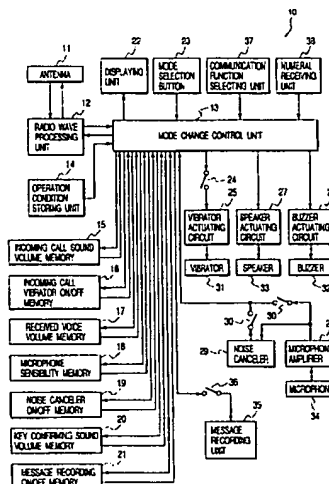 10
11
22
23
37
38
ANTENNA
DISPLAYING UNIT
MODE SELECTION BUTTON
COMMUNICATION FUNCTION SELECTING UNIT
NUMERAL RECEIVING UNIT
12
13
RADIO WAVE PROCESSING UNIT
MODE CHANGE CONTROL UNIT
14
OPERATION CONDITION STORING UNIT
24
25
27
VIBRATOR ACTUATING CIRCUIT
SPEAKER ACTUATING CIRCUIT
BUZZER ACTUATING CIRCUIT
15
INCOMING CALL SOUND VOLUME MEMORY
31
33
32
VIBRATOR
SPEAKER
BUZZER
16
INCOMING CALL VIBRATOR ON/OFF MEMORY
17
RECEIVED VOICE VOLUME MEMORY
30
30
18
MICROPHONE SENSIBILITY MEMORY
29
NOISE CANCELER
MICROPHONE AMPLIFIER
19
NOISE CANCELER ON/OFF MEMORY
36
35
MICROPHONE
34
20
KEY CONFIRMING SOUND VOLUME MEMORY
MESSAGE RECORDING UNIT
21
MESSAGE RECORDING ON/OFF MEMORY